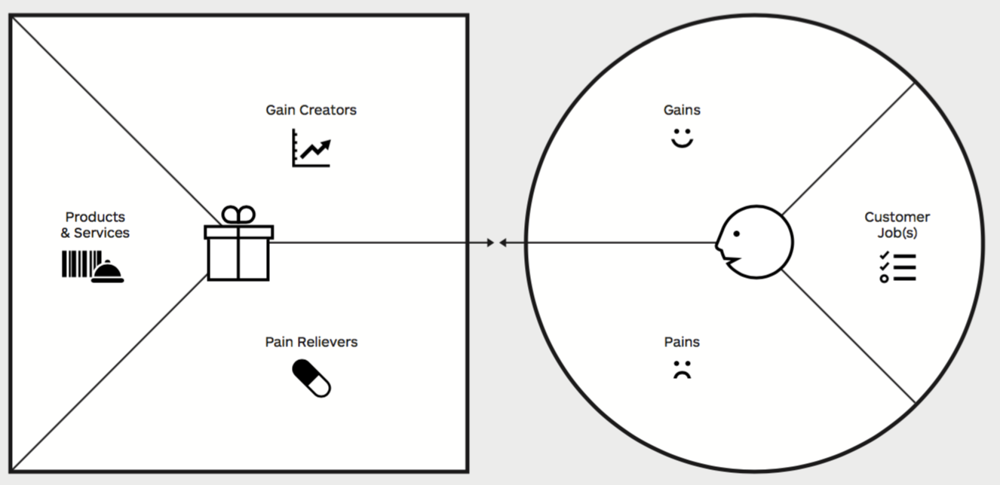 Gain Creators
Products
& Services
Pain Relievers
Gains
Customer
Job(s)
Pains